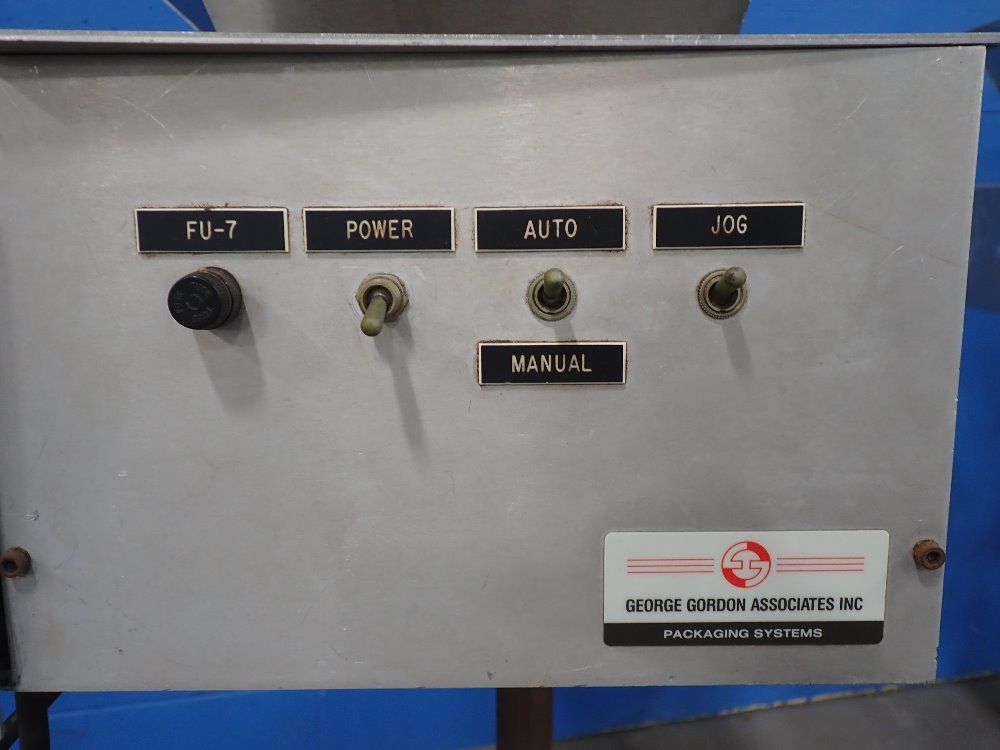 FU-7
POWER
AUTO
JOG
MANUAL
GEORGE GORDON ASSOCIATES INC
PACKAGING SYSTEMS